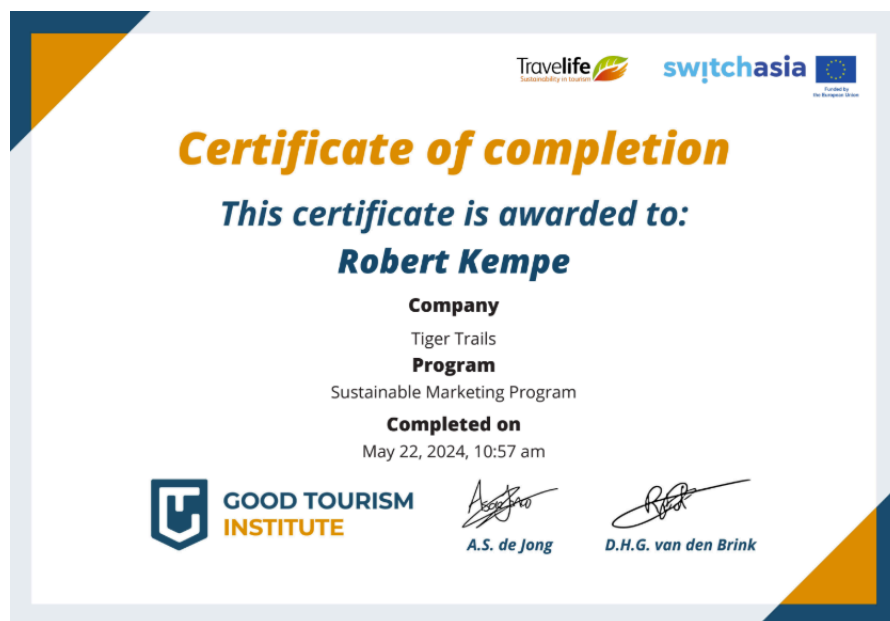 Travelife
Sustainability in tourism
switchasia
Funded by
the European Union
Certificate of completion
This certificate is awarded to:
Robert Kempe
Company
Tiger Trails
Program
Sustainable Marketing Program
Completed on
May 22, 2024, 10:57 am
GOOD TOURISM
INSTITUTE
A.S. de Jong
D.H.G. van den Brink